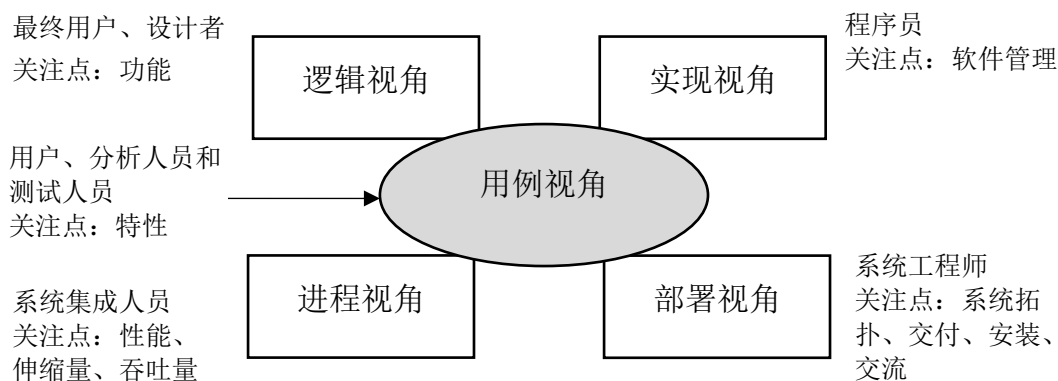 最终用户、设计者
关注点：功能
逻辑视角
实现视角
程序员
关注点：软件管理
用户、分析人员和
测试人员
关注点：特性
用例视角
系统集成人员
关注点：性能、
伸缩量、吞吐量
进程视角
部署视角
系统工程师
关注点：系统拓
扑、交付、安装、
交流